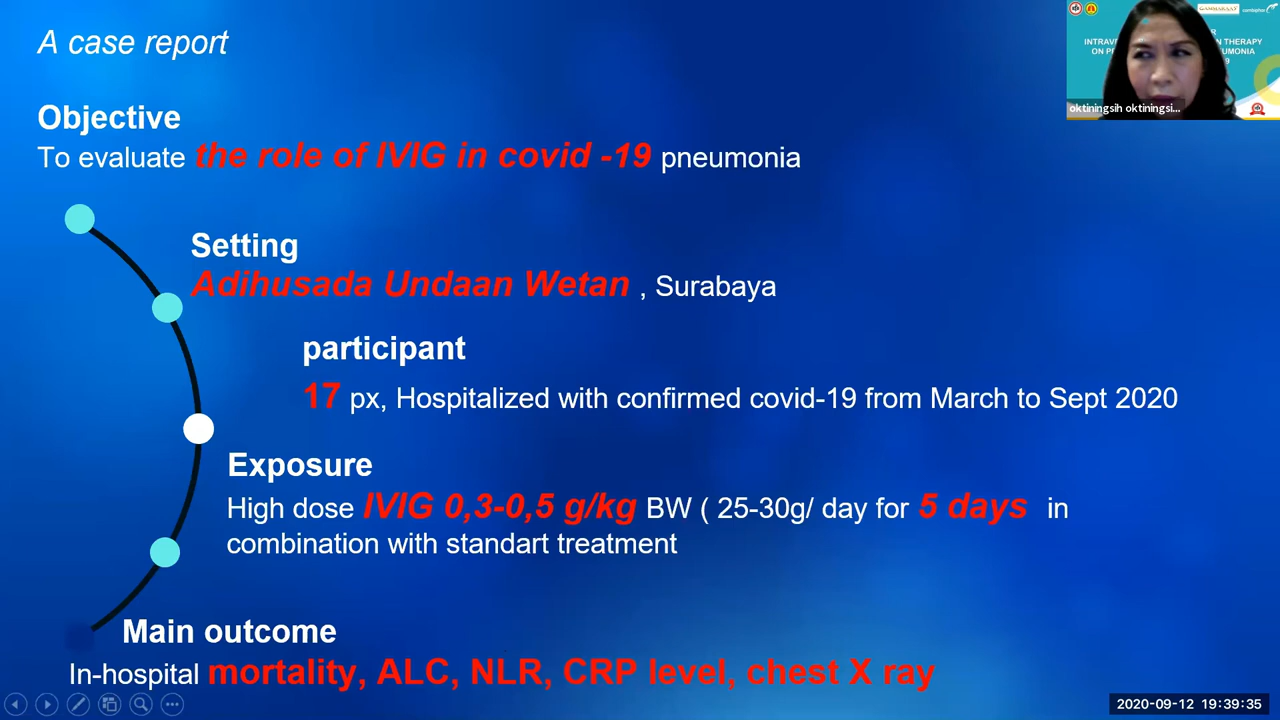 A case report
Objective
To evaluate the role of IVIG in covid -19 pneumonia
Setting
Adihusada Undaan Wetan , Surabaya
participant
17 px, Hospitalized with confirmed covid-19 from March to Sept 2020
Exposure
High dose IVIG 0,3-0,5 g/kg BW ( 25-30g/ day for 5 days in
combination with standart treatment
Main outcome
In-hospital mortality, ALC, NLR, CRP level, chest X ray
INTRAV
THERAPY
ON P
oktiningsih oktiningsi...
2020-09-12 19:39:35